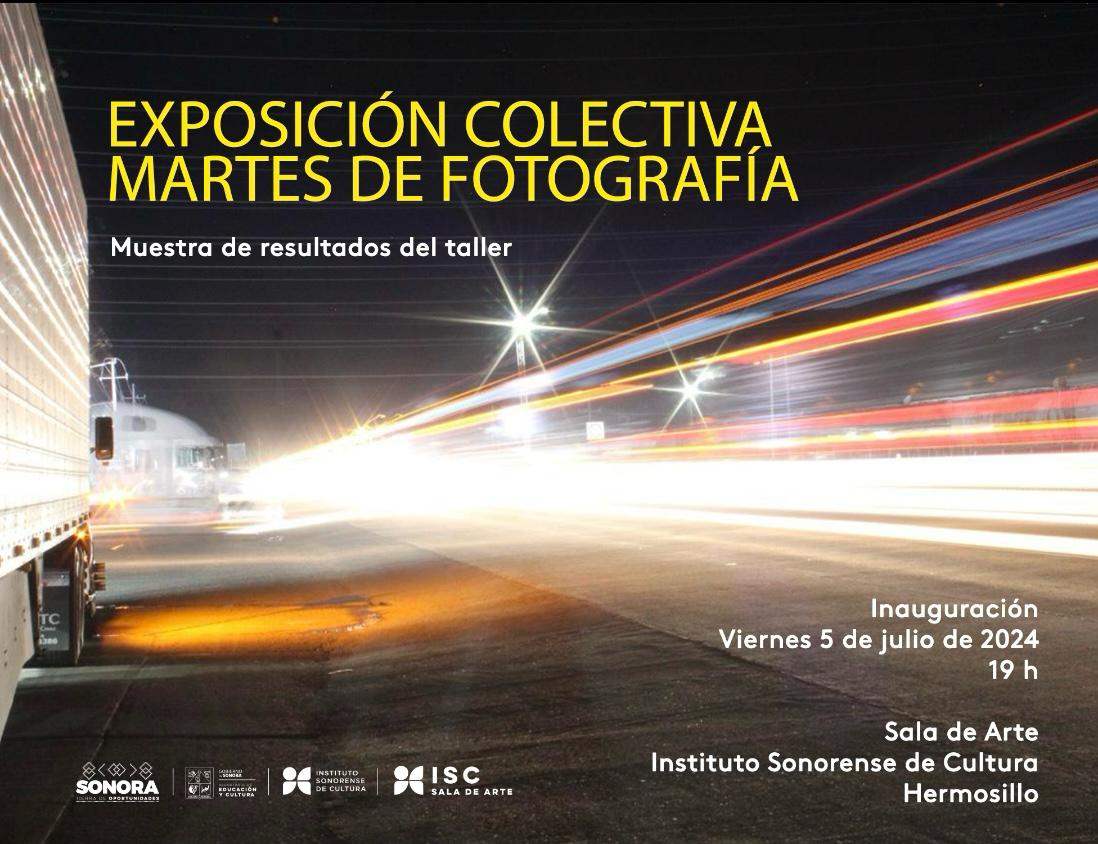 EXPOSICIÓN COLECTIVA
MARTES DE FOTOGRAFÍA
Muestra de resultados del taller
Inauguración
Viernes 5 de julio de 2024
19 h
Sala de Arte
Instituto Sonorense de Cultura
Hermosillo
SONORA
TIERRA DE OPORTUNIDADES
GOBIERNO
DE SONORA
EDUCACIÓN
Y CULTURA
INSTITUTO
SONORENSE
DE CULTURA
ISC
SALA DE ARTE
TC